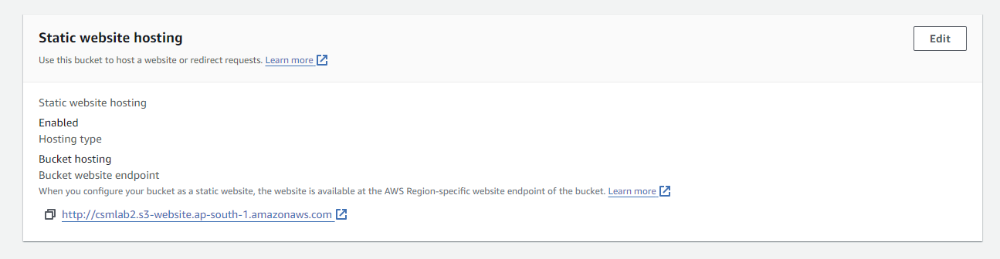 Static website hosting
Edit
Use this bucket to host a website or redirect requests. Learn more
Static website hosting
Enabled
Hosting type
Bucket hosting
Bucket website endpoint
When you configure your bucket as a static website, the website is available at the AWS Region-specific website endpoint of the bucket. Learn more
http://csmlab2.s3-website.ap-south-1.amazonaws.com